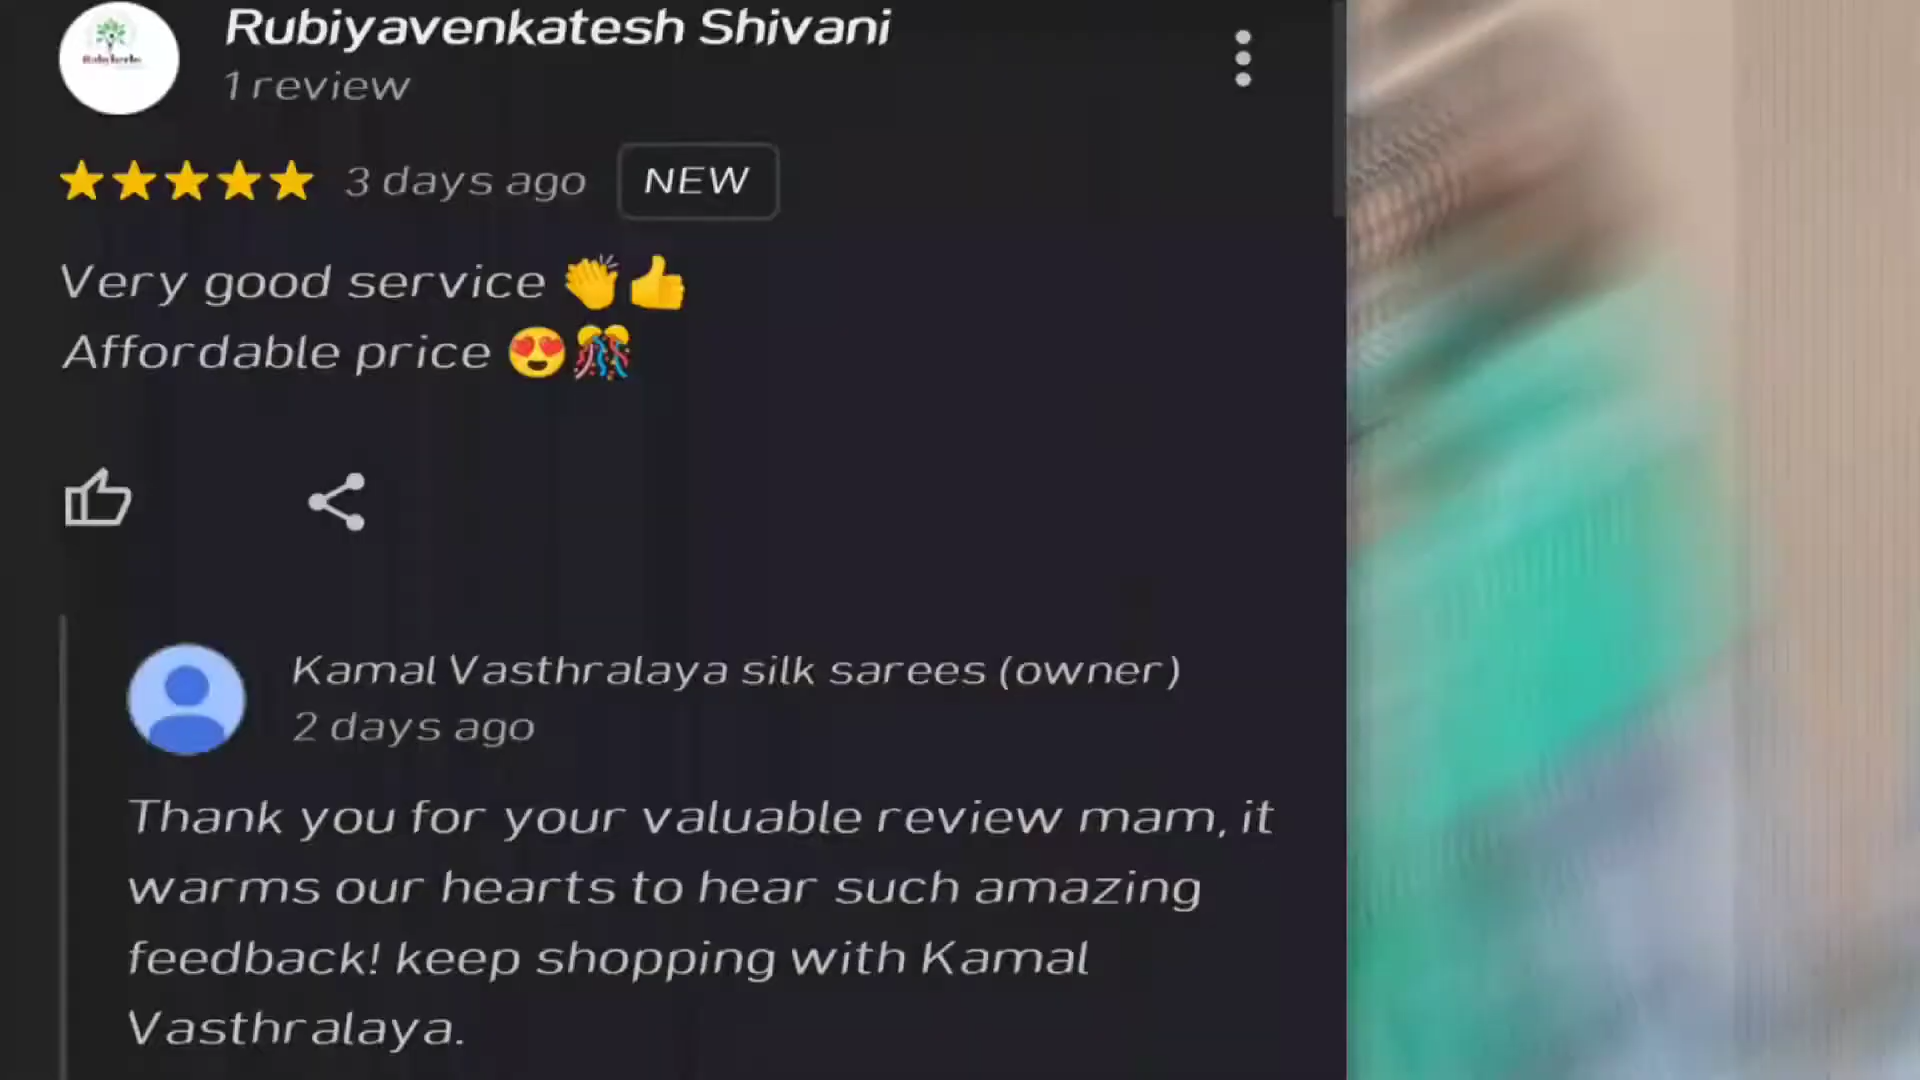 Rubiyavenkatesh Shivani
1 review
3 days ago NEW
Very good service 👏👍
Affordable price 😍🎊
Kamal Vasthralaya silk sarees (owner)
2 days ago
Thank you for your valuable review mam, it
warms our hearts to hear such amazing
feedback! keep shopping with Kamal
Vasthralaya.